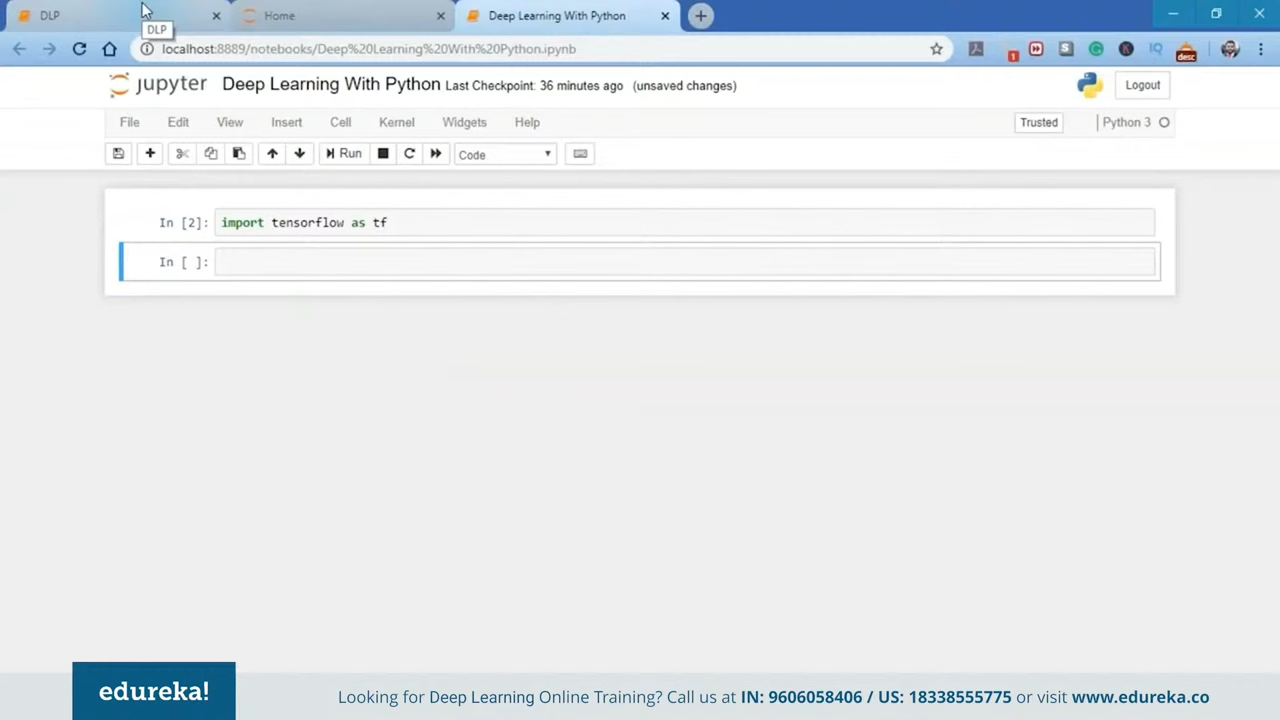 DLP
Home
Deep Learning With Python
DLP
localhost:8889/notebooks/Deep%20Learning%20With%20Python.ipynb
1
desc
jupyter Deep Learning With Python Last Checkpoint: 36 minutes ago (unsaved changes)
Logout
File Edit View Insert Cell Kernel Widgets Help
Trusted
Python 3
Run
Code
In [2]: import tensorflow as tf
In [ ]:
edureka!
Looking for Deep Learning Online Training? Call us at IN: 9606058406 / US: 18338555775 or visit www.edureka.co